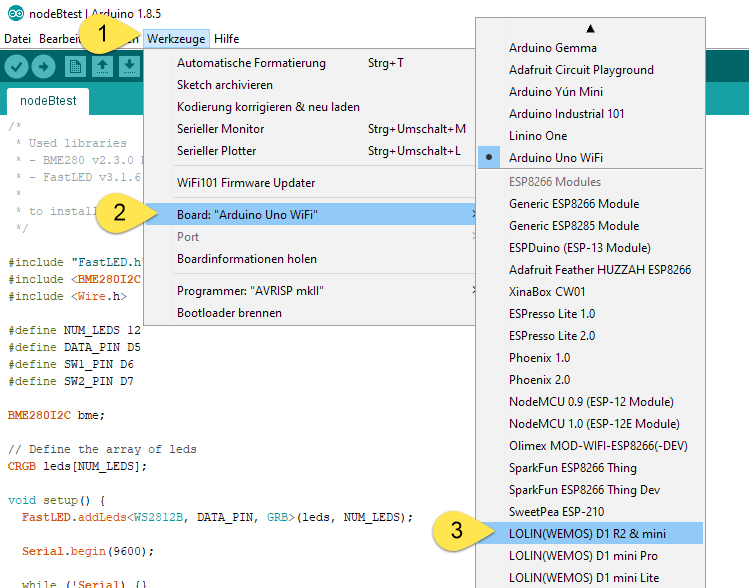 nodeBtest | Arduino 1.8.5
Datei Bearbei Werkzeuge Hilfe
1
nodeBtest
/*
* Used libraries
* - BME280 v2.3.0
* - FastLED v3.1.6
*
* to install
*/
#include "FastLED.h"
#include <BME280I2C
#include <Wire.h>
#define NUM_LEDS 12
#define DATA_PIN D5
#define SW1_PIN D6
#define SW2_PIN D7
BME280I2C bme;
// Define the array of leds
CRGB leds[NUM_LEDS];
void setup() {
FastLED.addLeds<WS2812B, DATA_PIN, GRB>(leds, NUM_LEDS);
Serial.begin(9600);
while (!Serial) {}
Automatische Formatierung Strg+T
Sketch archivieren
Kodierung korrigieren & neu laden
Serieller Monitor Strg+Umschalt+M
Serieller Plotter Strg+Umschalt+L
WiFi101 Firmware Updater
2
Board: "Arduino Uno WiFi"
Port
Boardinformationen holen
Programmer: "AVRISP mkII"
Bootloader brennen
Arduino Gemma
Adafruit Circuit Playground
Arduino Yún Mini
Arduino Industrial 101
Linino One
Arduino Uno WiFi
ESP8266 Modules
Generic ESP8266 Module
Generic ESP8285 Module
ESPDuino (ESP-13 Module)
Adafruit Feather HUZZAH ESP8266
XinaBox CW01
ESPresso Lite 1.0
ESPresso Lite 2.0
Phoenix 1.0
Phoenix 2.0
NodeMCU 0.9 (ESP-12 Module)
NodeMCU 1.0 (ESP-12E Module)
Olimex MOD-WIFI-ESP8266(-DEV)
SparkFun ESP8266 Thing
SparkFun ESP8266 Thing Dev
SweetPea ESP-210
3
LOLIN(WEMOS) D1 R2 & mini
LOLIN(WEMOS) D1 mini Pro
LOLIN(WEMOS) D1 mini Lite